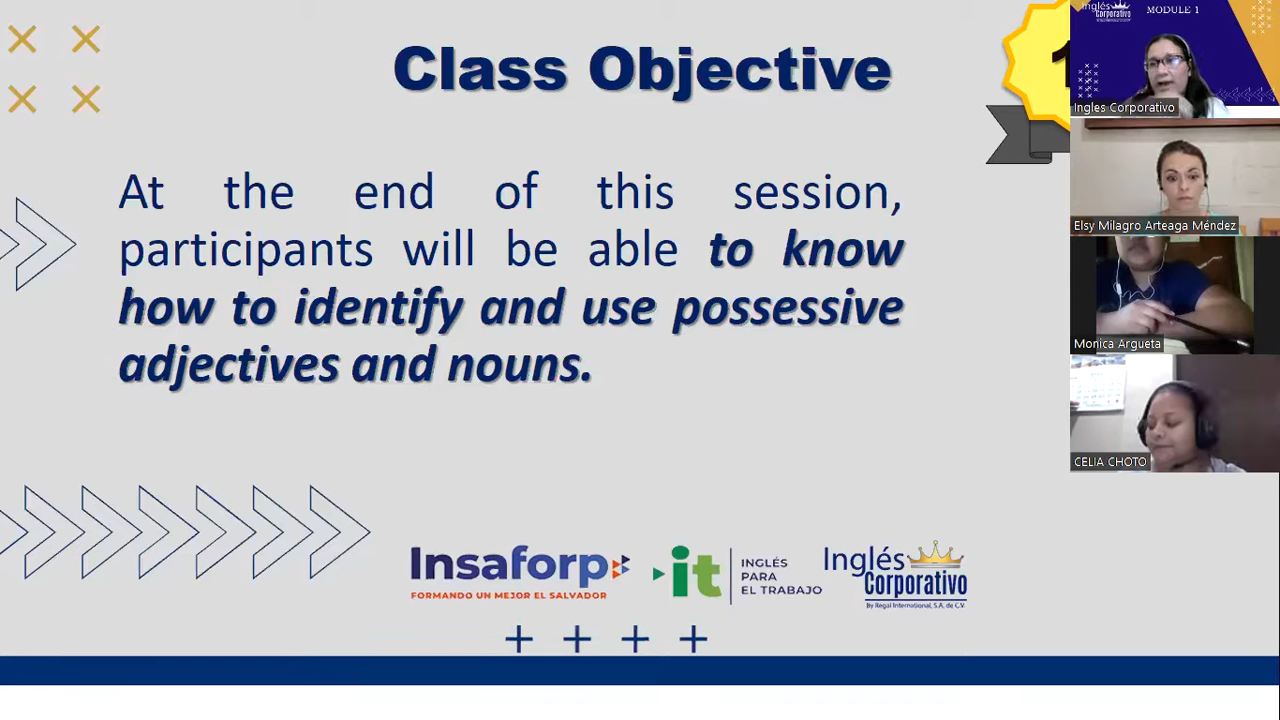 Class Objective
At the end of this session,
participants will be able to know
how to identify and use possessive
adjectives and nouns.
Insaforp
FORMANDO UN MEJOR EL SALVADOR
it
INGLÉS
PARA
EL TRABAJO
Inglés
Corporativo
By Regal International, S.A. de C.V.
Inglés
Corporativo
MODULE 1
Ingles Corporativo
Elsy Milagro Arteaga Méndez
Monica Argueta
CELIA CHOTO